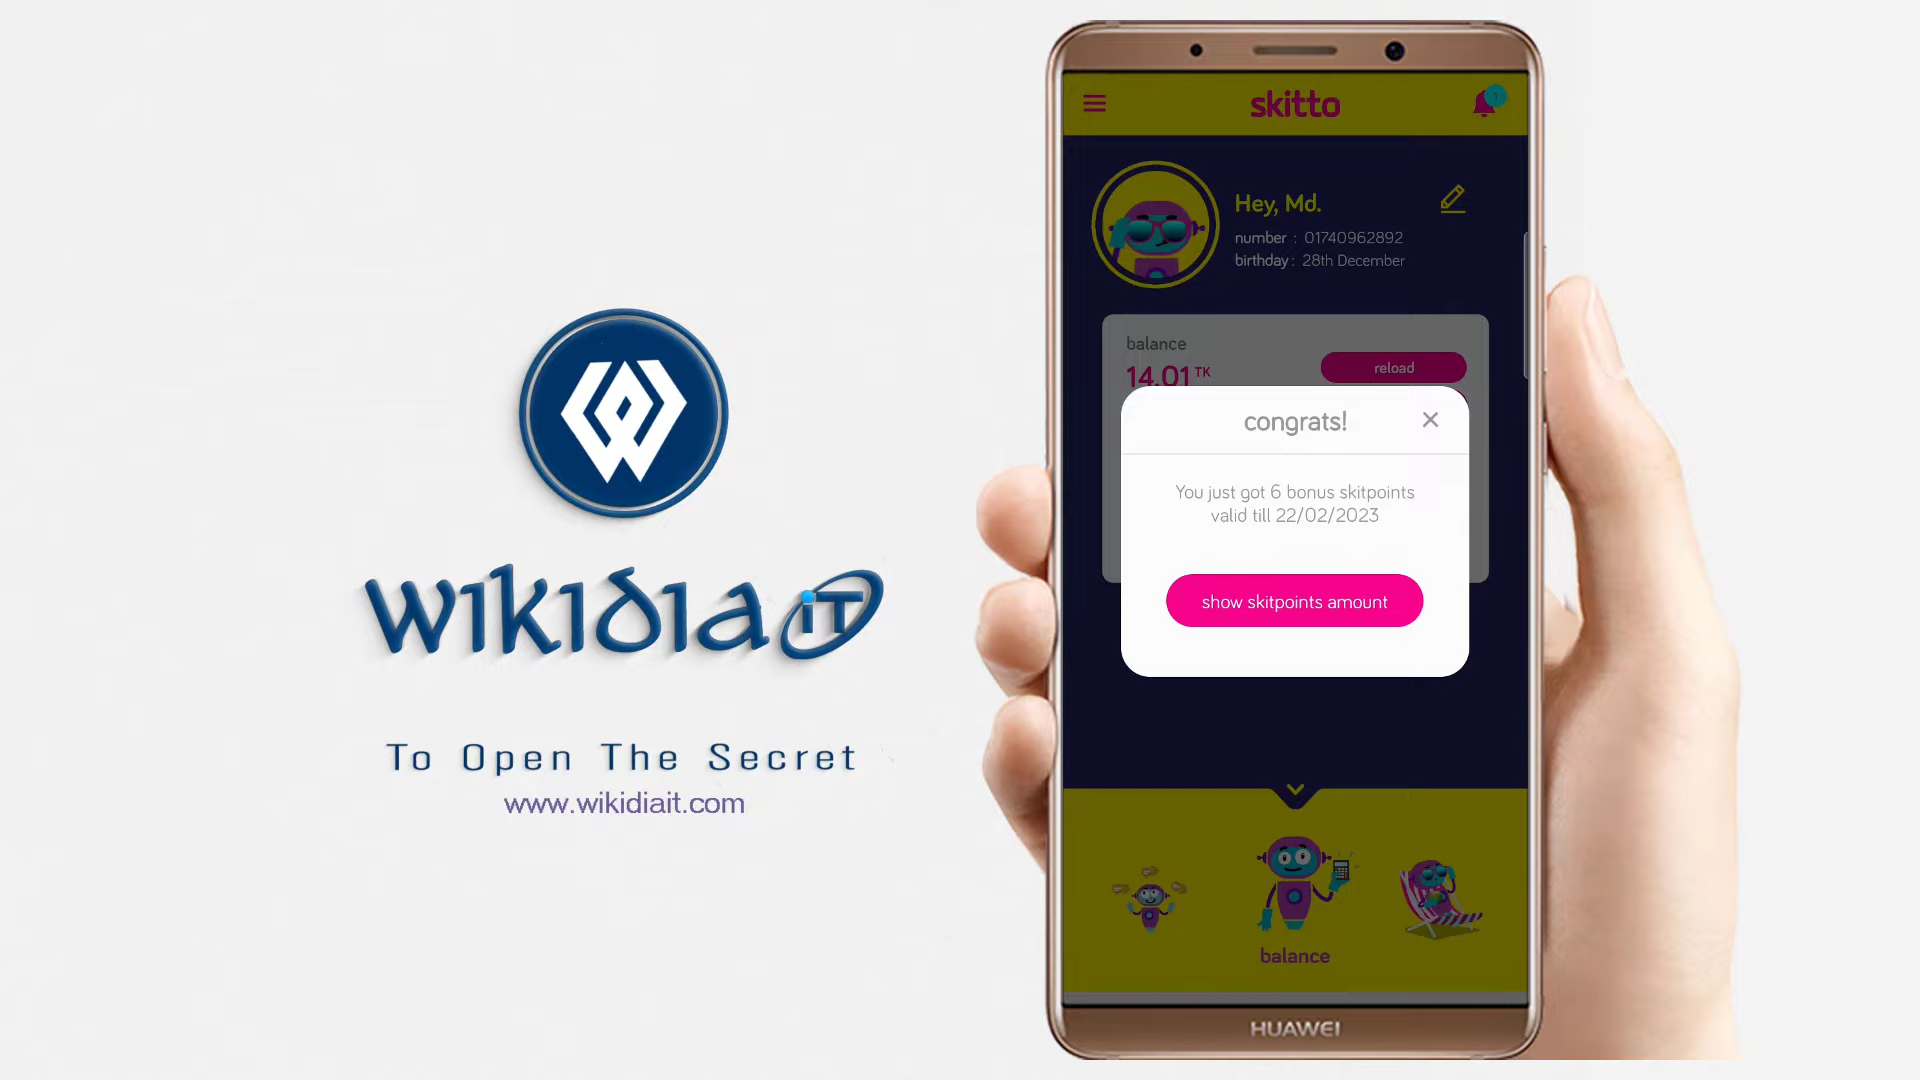 WIKIDIA iT
To Open The Secret
www.wikidiait.com
skitto
1
Hey, Md.
number : 01740962892
birthday : 28th December
balance
14.01 TK
reload
congrats!
You just got 6 bonus skitpoints
valid till 22/02/2023
show skitpoints amount
balance
HUAWEI